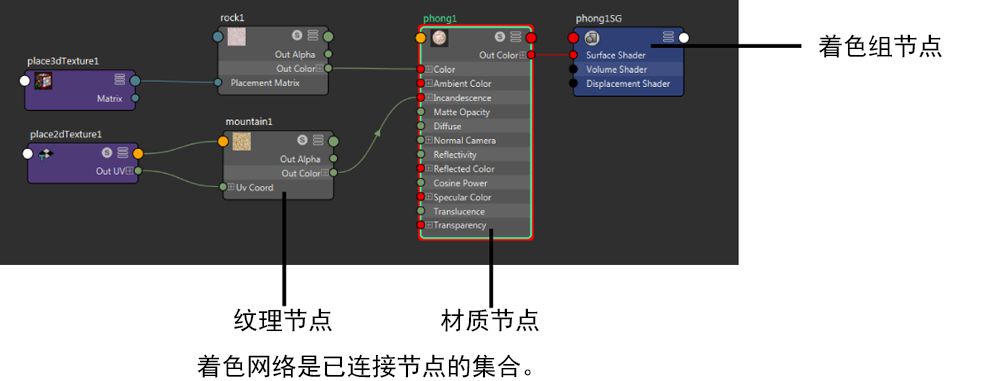 place3dTexture1
Matrix
place2dTexture1
Out UV
rock1
Out Alpha
Out Color
Placement Matrix
mountain1
Out Alpha
Out Color
Uv Coord
phong1
Out Color
Color
Ambient Color
Incandescence
Matte Opacity
Diffuse
Normal Camera
Reflectivity
Reflected Color
Cosine Power
Specular Color
Translucence
Transparency
phong1SG
Surface Shader
Volume Shader
Displacement Shader
着色组节点
纹理节点
材质节点
着色网络是已连接节点的集合。